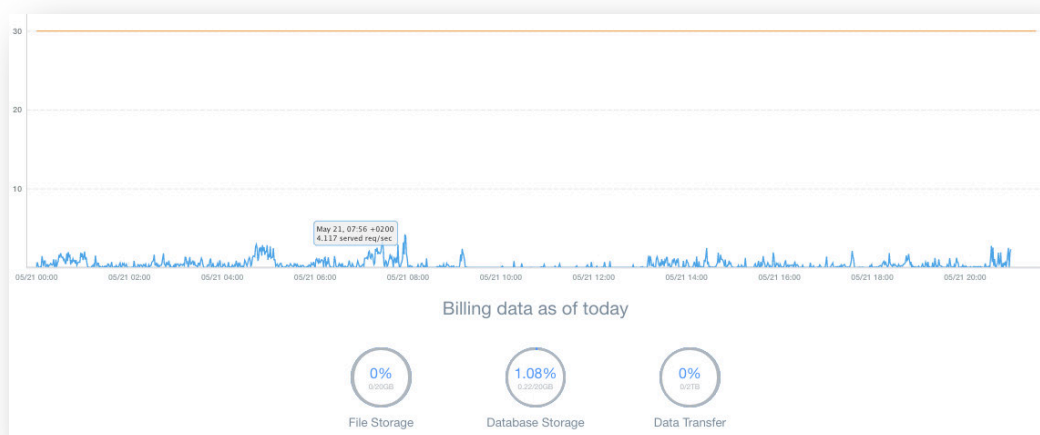 30
20
10
May 21, 07:56 +0200
4.117 served req/sec
05/21 00:00 05/21 02:00 05/21 04:00 05/21 06:00 05/21 08:00 05/21 10:00 05/21 12:00 05/21 14:00 05/21 16:00 05/21 18:00 05/21 20:00
Billing data as of today
0% 1.08% 0%
0/20GB 0.22/20GB 0/2TB
File Storage Database Storage Data Transfer